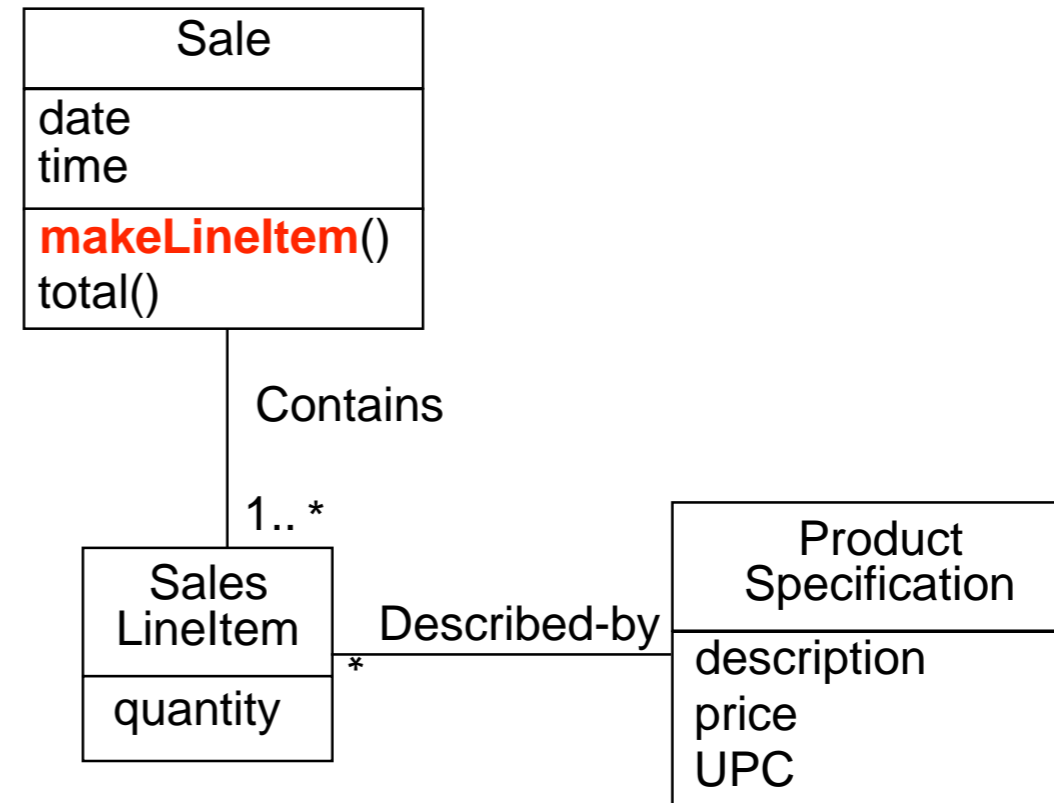 Sale
date
time
makeLineItem()
total()
Contains
1.. *
Sales
LineItem
quantity
Described-by
*
Product
Specification
description
price
UPC